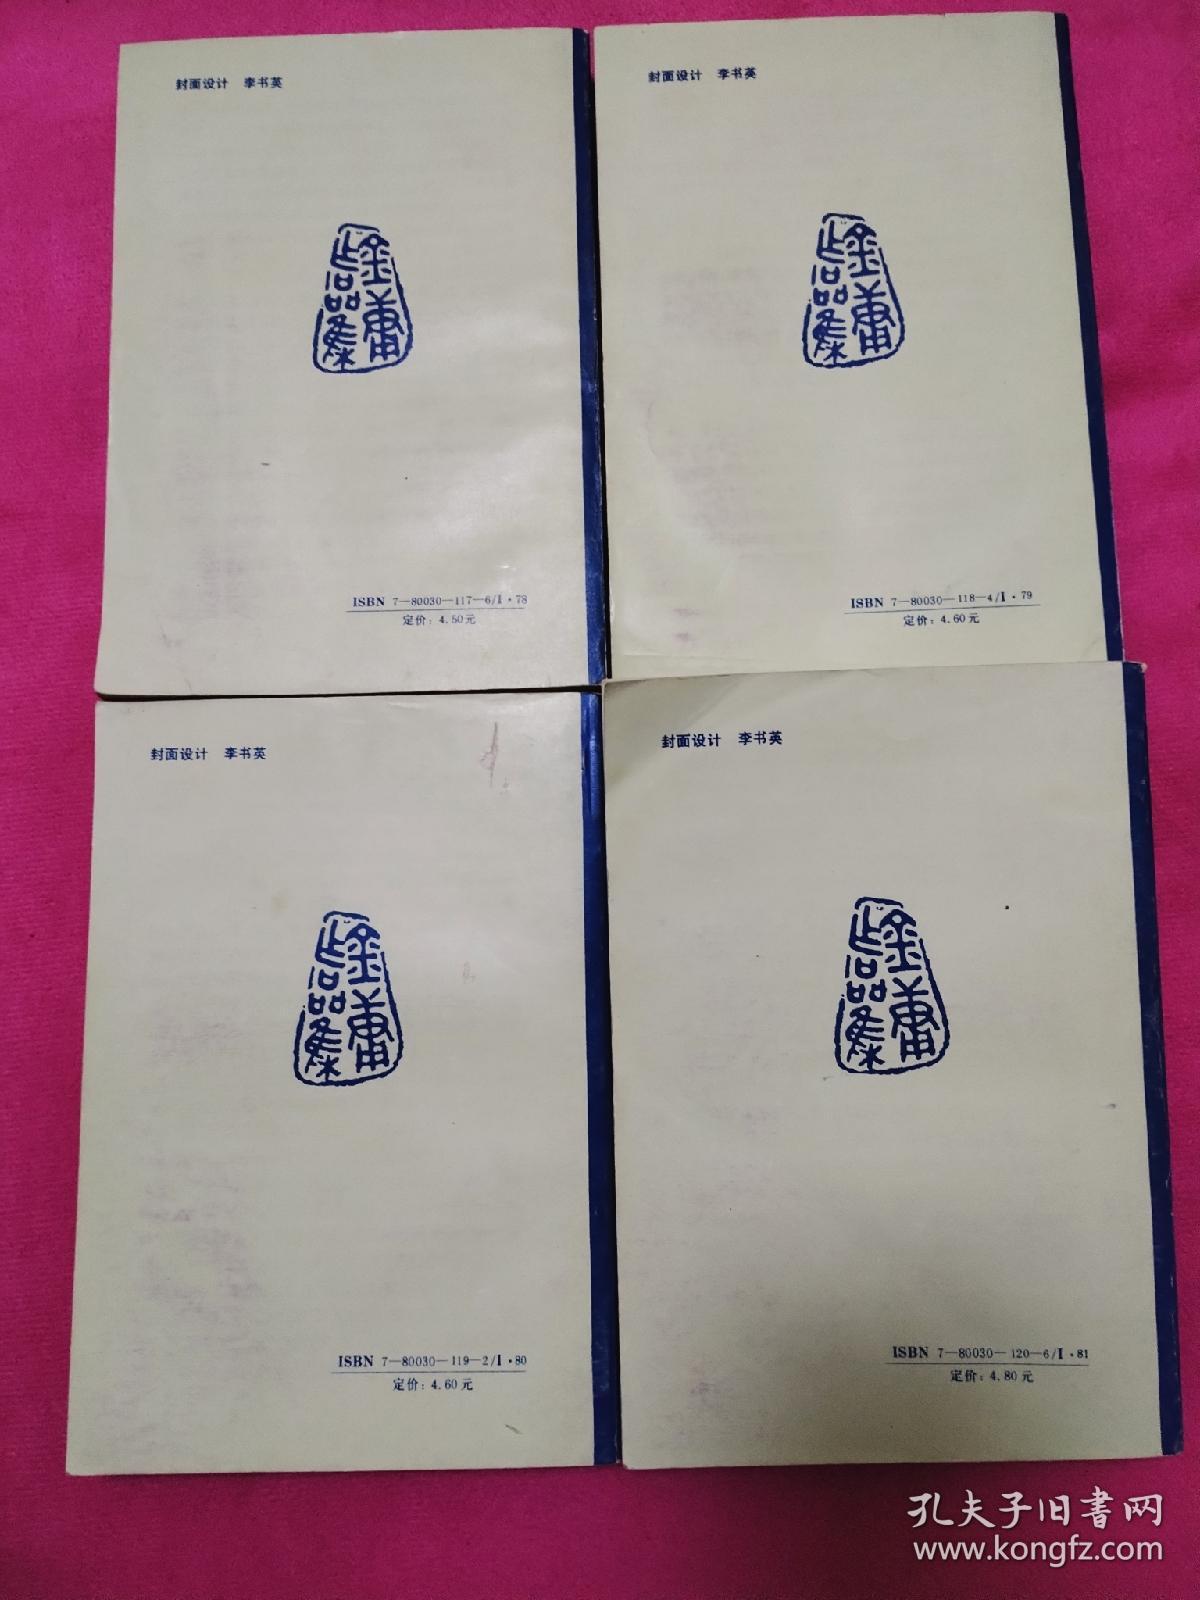 封面设计 李书英
ISBN 7—80030—117—6/I·78
定价：4.50元
封面设计 李书英
ISBN 7—80030—118—4/I·79
定价：4.60元
封面设计 李书英
ISBN 7—80030—119—2/I·80
定价：4.60元
封面设计 李书英
ISBN 7—80030—120—6/I·81
定价：4.80元
孔夫子旧书网
www.kongfz.com